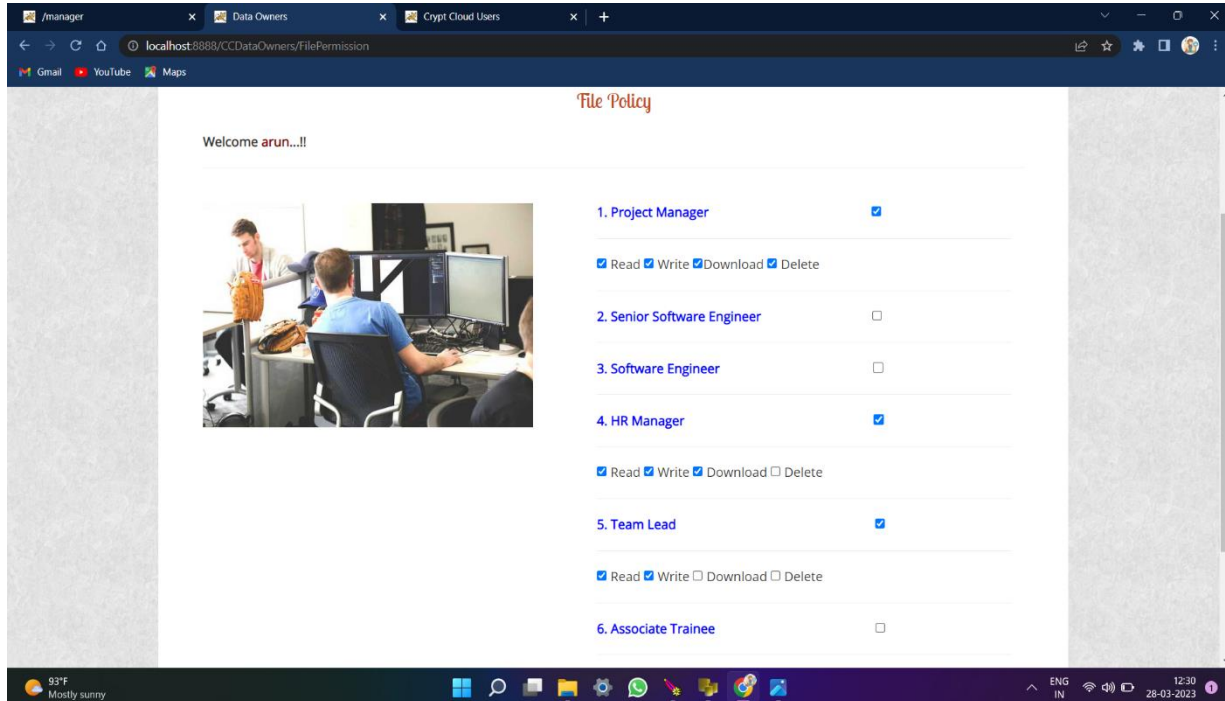 /manager
Data Owners
Crypt Cloud Users
localhost:8888/CCDataOwners/FilePermission
Gmail YouTube Maps
File Policy
Welcome arun...!!
1. Project Manager
Read Write Download Delete
2. Senior Software Engineer
3. Software Engineer
4. HR Manager
Read Write Download Delete
5. Team Lead
Read Write Download Delete
6. Associate Trainee
93°F
Mostly sunny
ENG
IN
12:30
28-03-2023
1